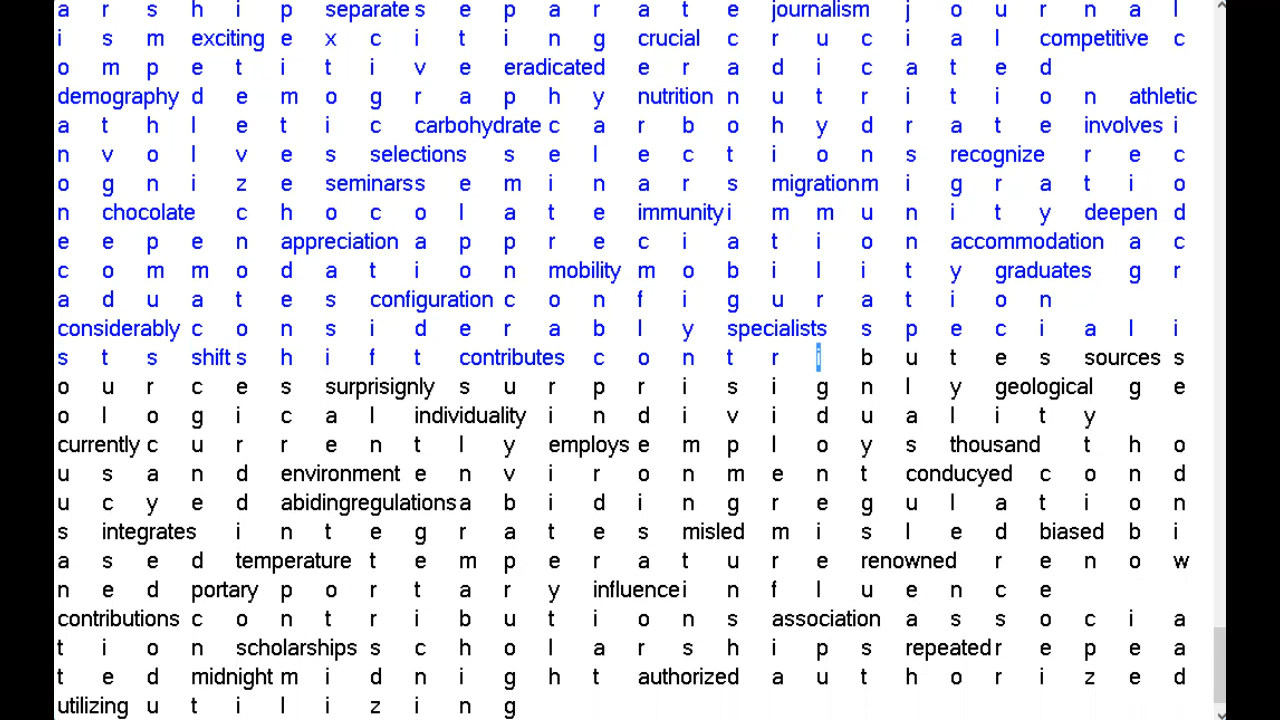 a r s h i p separate s e p a r a t e journalism j o u r n a l
i s m exciting e x c i t i n g crucial c r u c i a l competitive c
o m p e t i t i v e eradicated e r a d i c a t e d
demography d e m o g r a p h y nutrition n u t r i t i o n athletic
a t h l e t i c carbohydrate c a r b o h y d r a t e involves i
n v o l v e s selections s e l e c t i o n s recognize r e c
o g n i z e seminars s e m i n a r s migration m i g r a t i o
n chocolate c h o c o l a t e immunity i m m u n i t y deepen d
e e p e n appreciation a p p r e c i a t i o n accommodation a c
c o m m o d a t i o n mobility m o b i l i t y graduates g r
a d u a t e s configuration c o n f i g u r a t i o n
considerably c o n s i d e r a b l y specialists s p e c i a l i
s t s shift s h i f t contributes c o n t r i b u t e s sources s
o u r c e s surprisignly s u r p r i s i g n l y geological g e
o l o g i c a l individuality i n d i v i d u a l i t y
currently c u r r e n t l y employs e m p l o y s thousand t h o
u s a n d environment e n v i r o n m e n t conducyed c o n d
u c y e d abidingregulations a b i d i n g r e g u l a t i o n
s integrates i n t e g r a t e s misled m i s l e d biased b i
a s e d temperature t e m p e r a t u r e renowned r e n o w
n e d portary p o r t a r y influence i n f l u e n c e
contributions c o n t r i b u t i o n s association a s s o c i a
t i o n scholarships s c h o l a r s h i p s repeated r e p e a
t e d midnight m i d n i g h t authorized a u t h o r i z e d
utilizing u t i l i z i n g